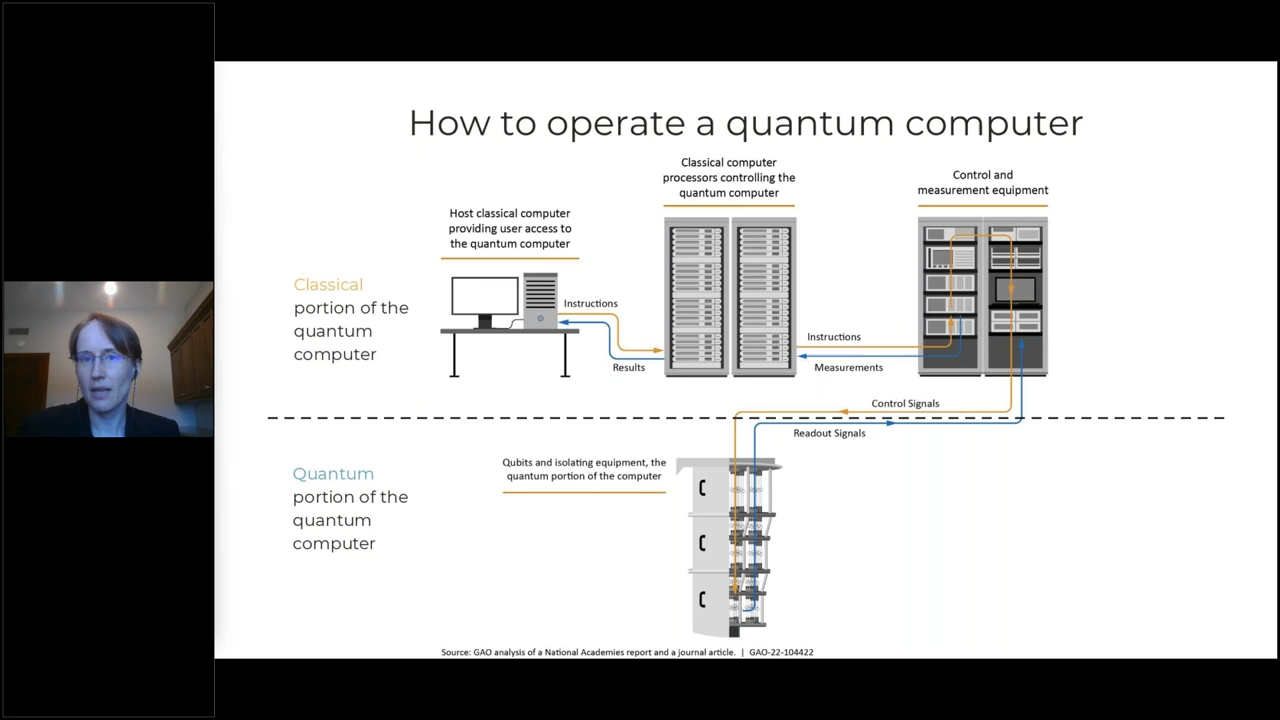 How to operate a quantum computer
Classical computer
processors controlling the
quantum computer
Control and
measurement equipment
Host classical computer
providing user access to
the quantum computer
Classical
portion of the
quantum
computer
Instructions
Results
Instructions
Measurements
Control Signals
Readout Signals
Quantum
portion of the
quantum
computer
Qubits and isolating equipment, the
quantum portion of the computer
Source: GAO analysis of a National Academies report and a journal article. | GAO-22-104422